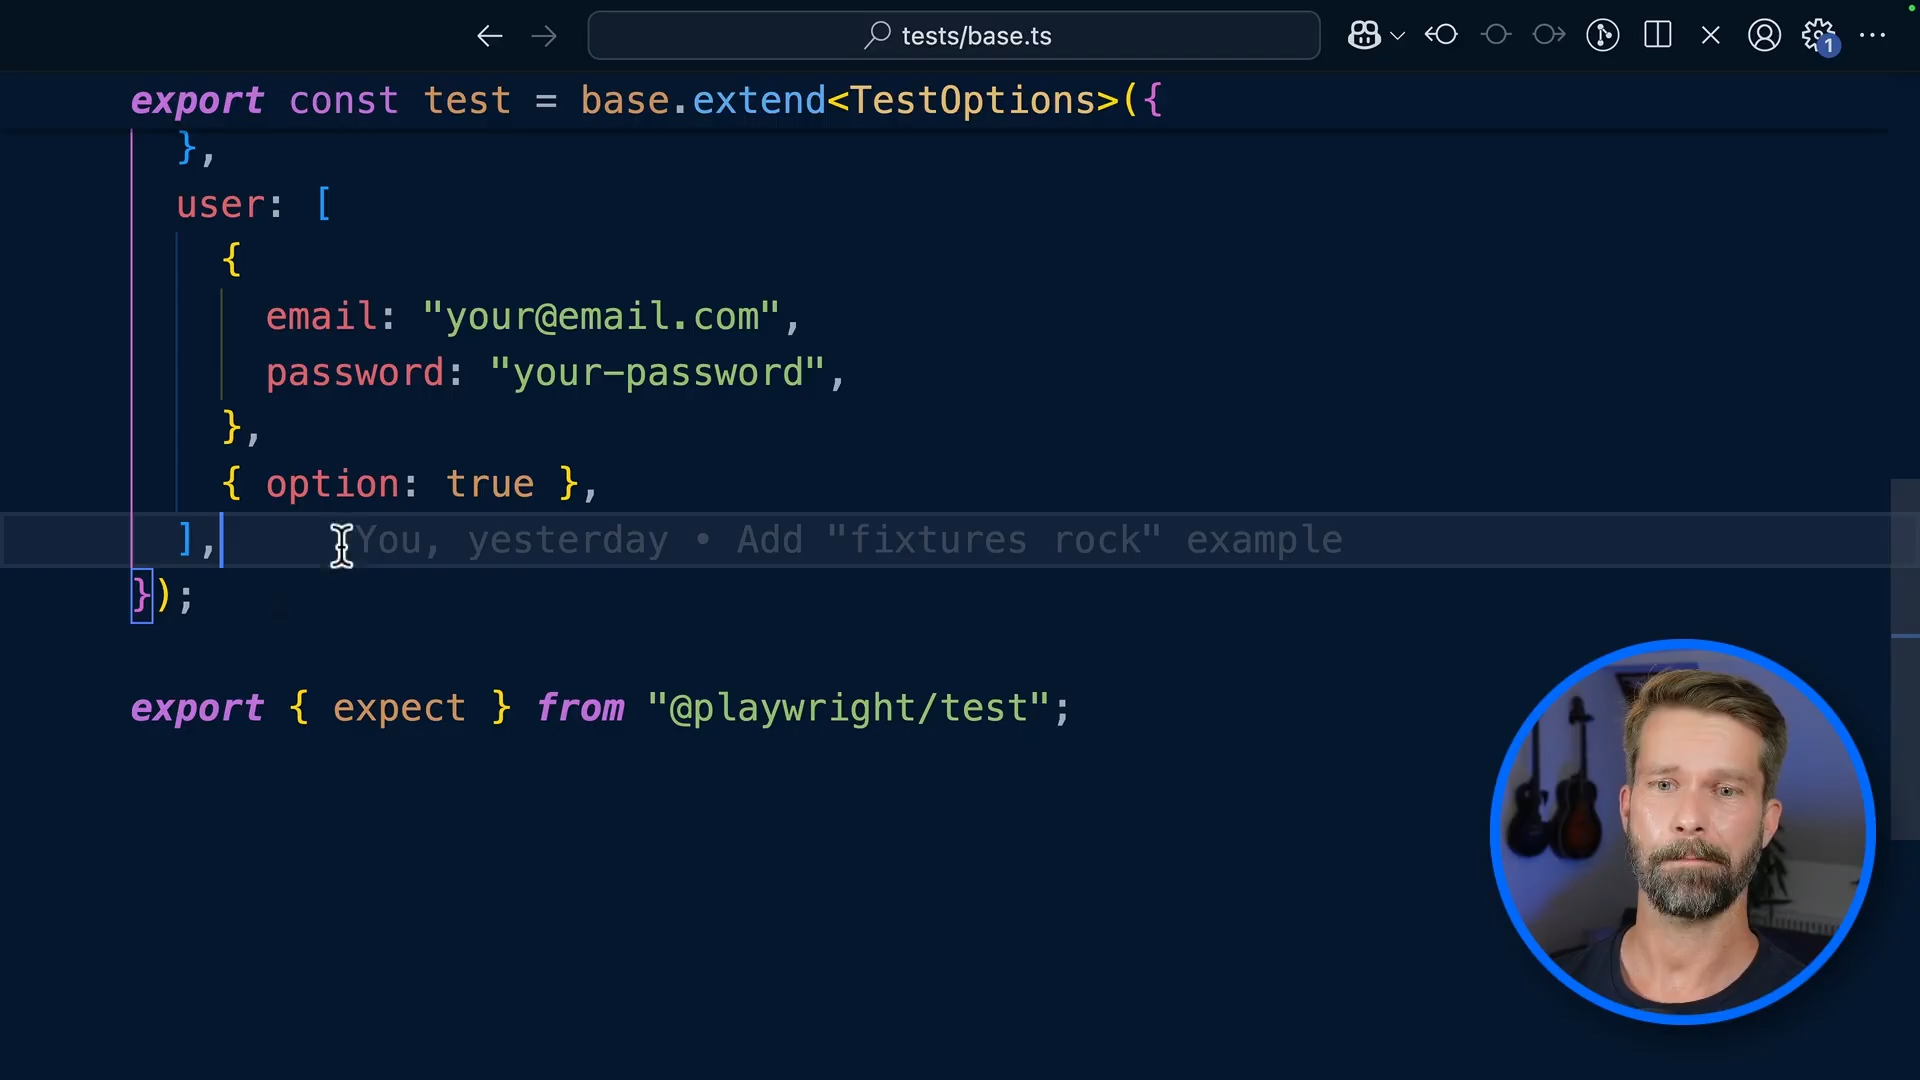 tests/base.ts
1
export const test = base.extend<TestOptions>({
},
user: [
{
email: "your@email.com",
password: "your-password",
},
{ option: true },
], You, yesterday • Add "fixtures rock" example
});
export { expect } from "@playwright/test";